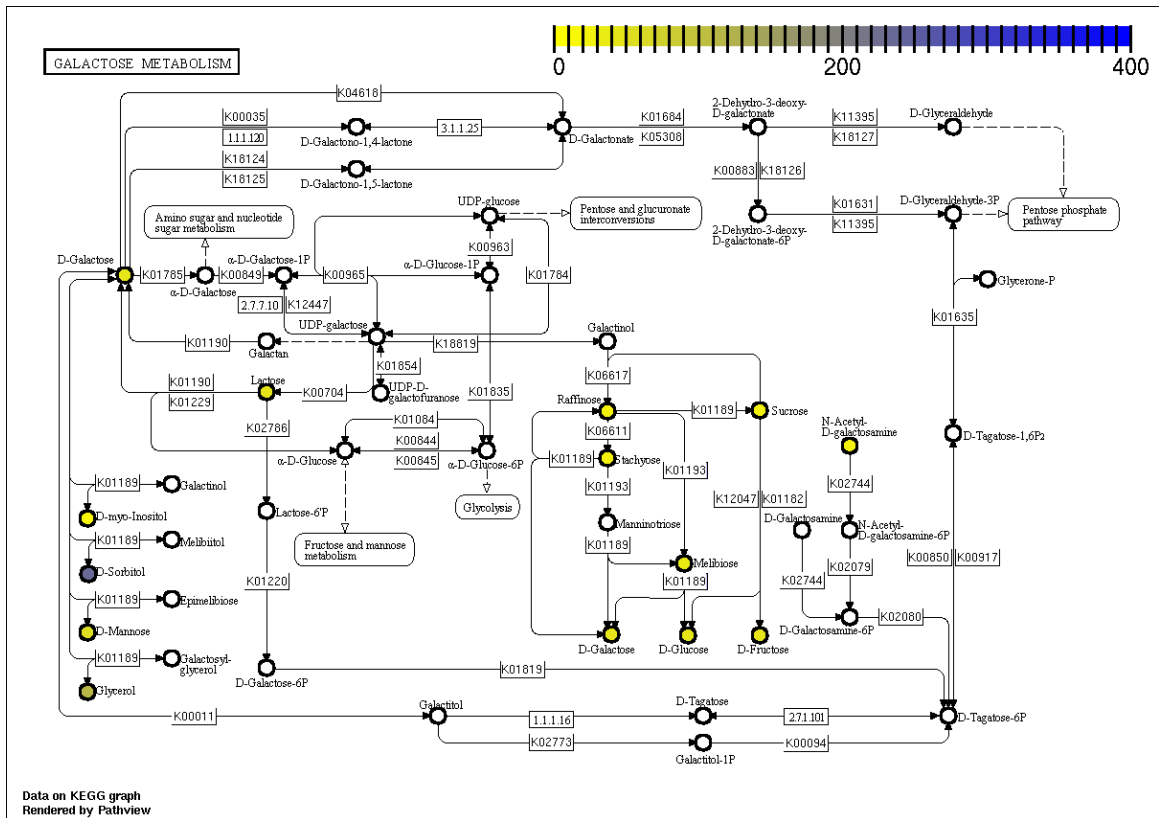 GALACTOSE METABOLISM
0
200
400
K04618
K00035
1.1.1.120
D-Galactono-1,4-lactone
3.1.1.25
D-Galactonate
K01684
K05308
2-Dehydro-3-deoxy-
D-galactonate
K11395
K18127
D-Glyceraldehyde
K18124
K18125
D-Galactono-1,5-lactone
K00883
K18126
Amino sugar and nucleotide
sugar metabolism
UDP-glucose
Pentose and glucuronate
interconversions
2-Dehydro-3-deoxy-
D-galactonate-6P
K01631
K11395
D-Glyceraldehyde-3P
Pentose phosphate
pathway
D-Galactose
K01785
α-D-Galactose
K00849
α-D-Galactose-1P
K00965
α-D-Glucose-1P
K00963
K01784
Glycerone-P
2.7.7.10
K12447
K01635
UDP-galactose
K18819
Galactinol
K01190
Galactan
K01854
UDP-D-
galactofuranose
K01835
K01190
K01229
Lactose
K00704
K06617
Raffinose
K01189
Sucrose
K02786
K01084
K00844
K00845
α-D-Glucose
α-D-Glucose-6P
K06611
K01189
Stachyose
K01193
K01193
N-Acetyl-
D-galactosamine
D-Tagatose-1,6P2
K02744
Glycolysis
Fructose and mannose
metabolism
K01189
Galactinol
D-myo-Inositol
K01189
Melibiitol
D-Sorbitol
K01189
Epimelibiose
D-Mannose
K01189
Galactosyl-
glycerol
Glycerol
Lactose-6'P
K01220
D-Galactose-6P
Manninotriose
K01189
Melibiose
K01189
K12047
K01182
D-Galactose
D-Glucose
D-Fructose
D-Galactosamine
N-Acetyl-
D-galactosamine-6P
K02744
K02079
K00850
K00917
K02080
D-Galactosamine-6P
K01819
K00011
Galactitol
1.1.1.16
D-Tagatose
2.7.1.101
D-Tagatose-6P
K02773
Galactitol-1P
K00094
Data on KEGG graph
Rendered by Pathview